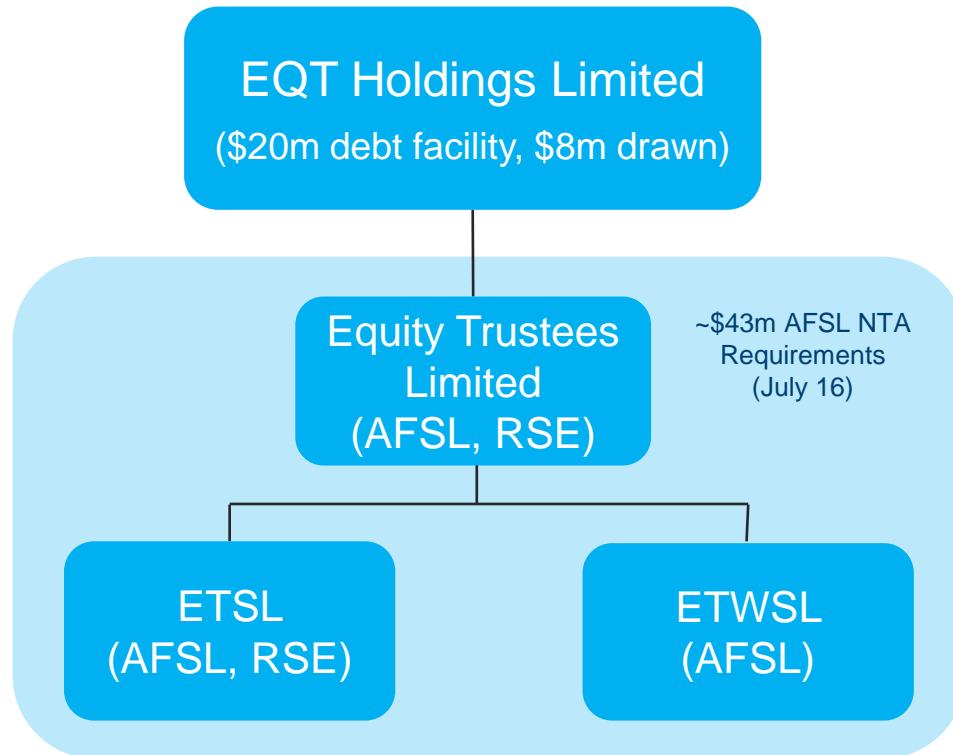 EQT Holdings Limited
($20m debt facility, $8m drawn)
Equity Trustees
Limited
(AFSL, RSE)
~$43m AFSL NTA
Requirements
(July 16)
ETSL
(AFSL, RSE)
ETWSL
(AFSL)